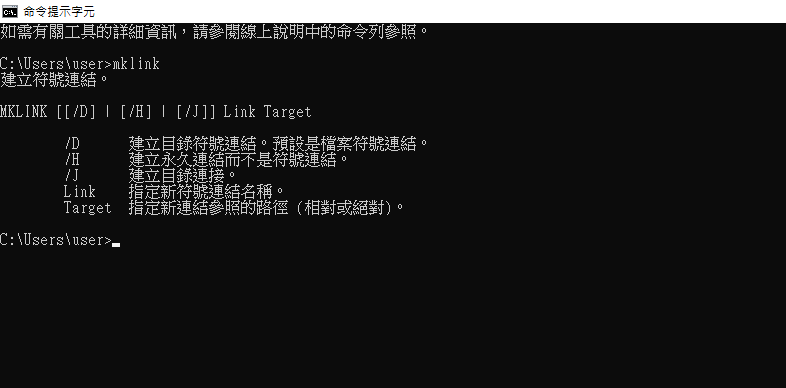 命令提示字元
如需有關工具的詳細資訊，請參閱線上說明中的命令列參照。
C:\Users\user>mklink
建立符號連結。
MKLINK [[/D] | [/H] | [/J]] Link Target
/D 建立目錄符號連結。預設是檔案符號連結。
/H 建立永久連結而不是符號連結。
/J 建立目錄連接。
Link 指定新符號連結名稱。
Target 指定新連結參照的路徑 (相對或絕對)。
C:\Users\user>